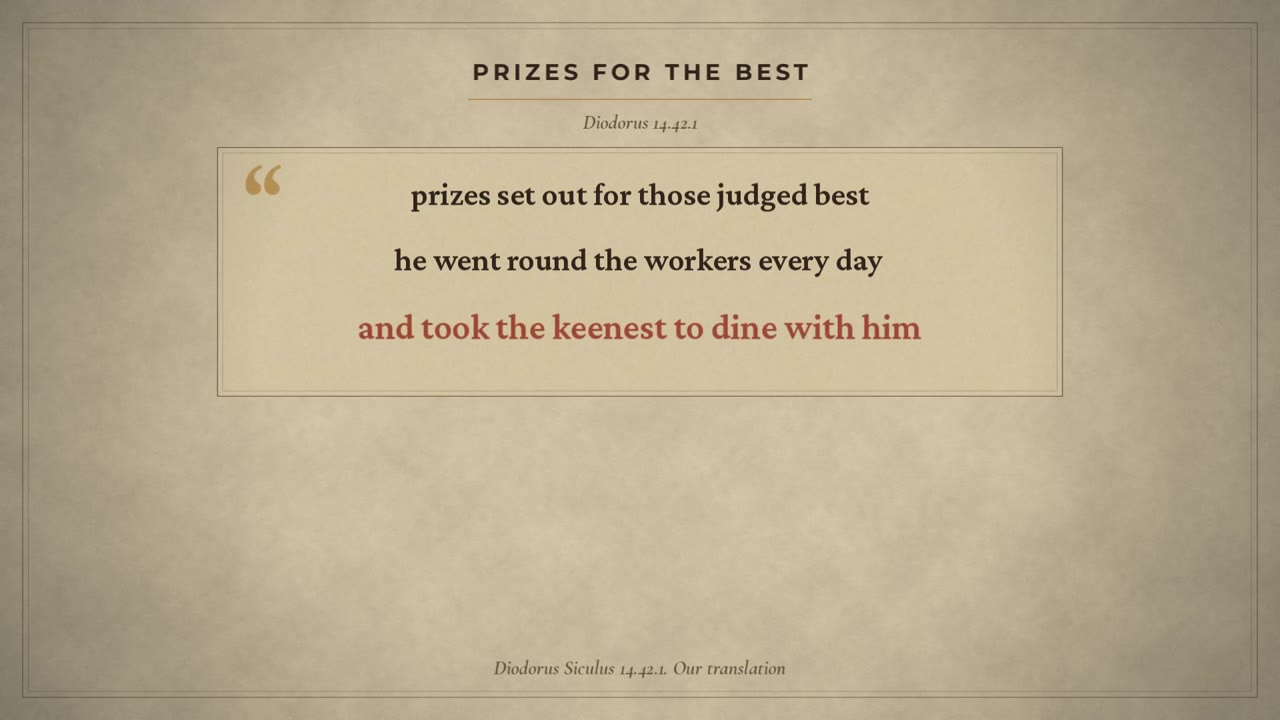 PRIZES FOR THE BEST
Diodorus 14.42.1
“
prizes set out for those judged best
he went round the workers every day
and took the keenest to dine with him
Diodorus Siculus 14.42.1. Our translation